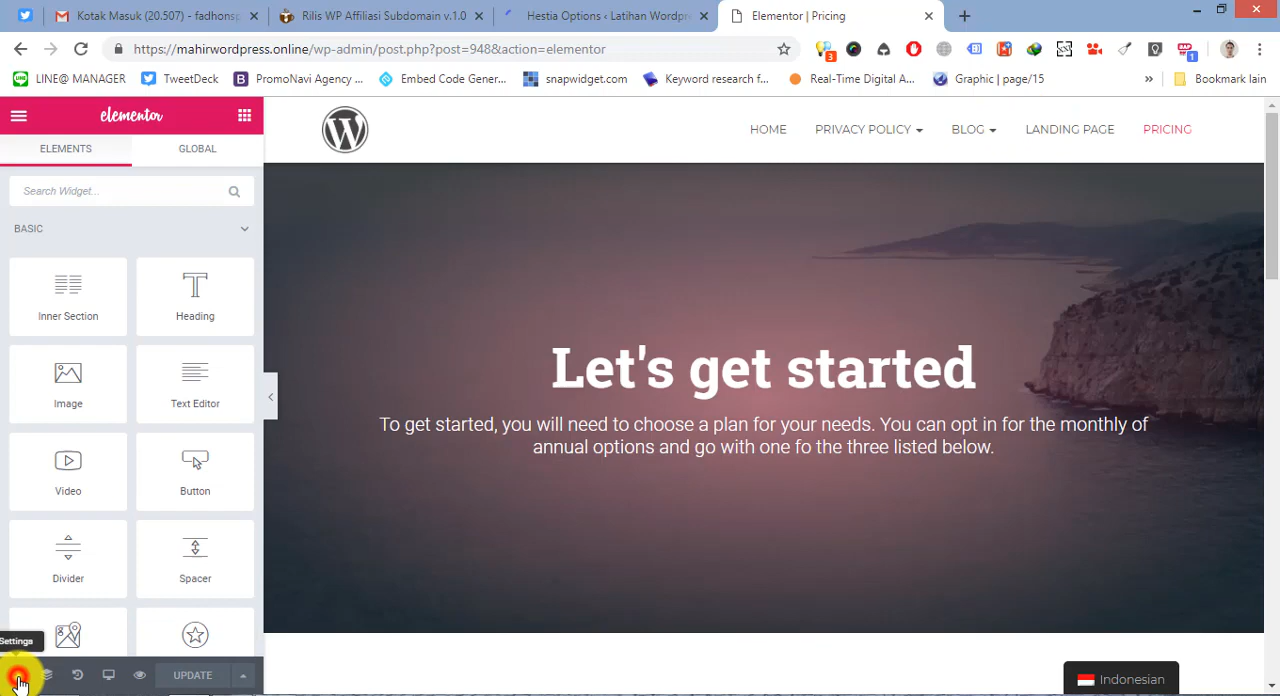 Kotak Masuk (20.507) - fadhonsp
Rilis WP Affiliasi Subdomain v.1.0
Hestia Options ‹ Latihan Wordpre
Elementor | Pricing
https://mahirwordpress.online/wp-admin/post.php?post=948&action=elementor
3
1
LINE@ MANAGER
TweetDeck
PromoNavi Agency ...
Embed Code Gener...
snapwidget.com
Keyword research f...
Real-Time Digital A...
Graphic | page/15
»
Bookmark lain
elementor
ELEMENTS
GLOBAL
Search Widget...
BASIC
Inner Section
Heading
Image
Text Editor
Video
Button
Divider
Spacer
Settings
UPDATE
HOME
PRIVACY POLICY
BLOG
LANDING PAGE
PRICING
Let's get started
To get started, you will need to choose a plan for your needs. You can opt in for the monthly of
annual options and go with one fo the three listed below.
Indonesian